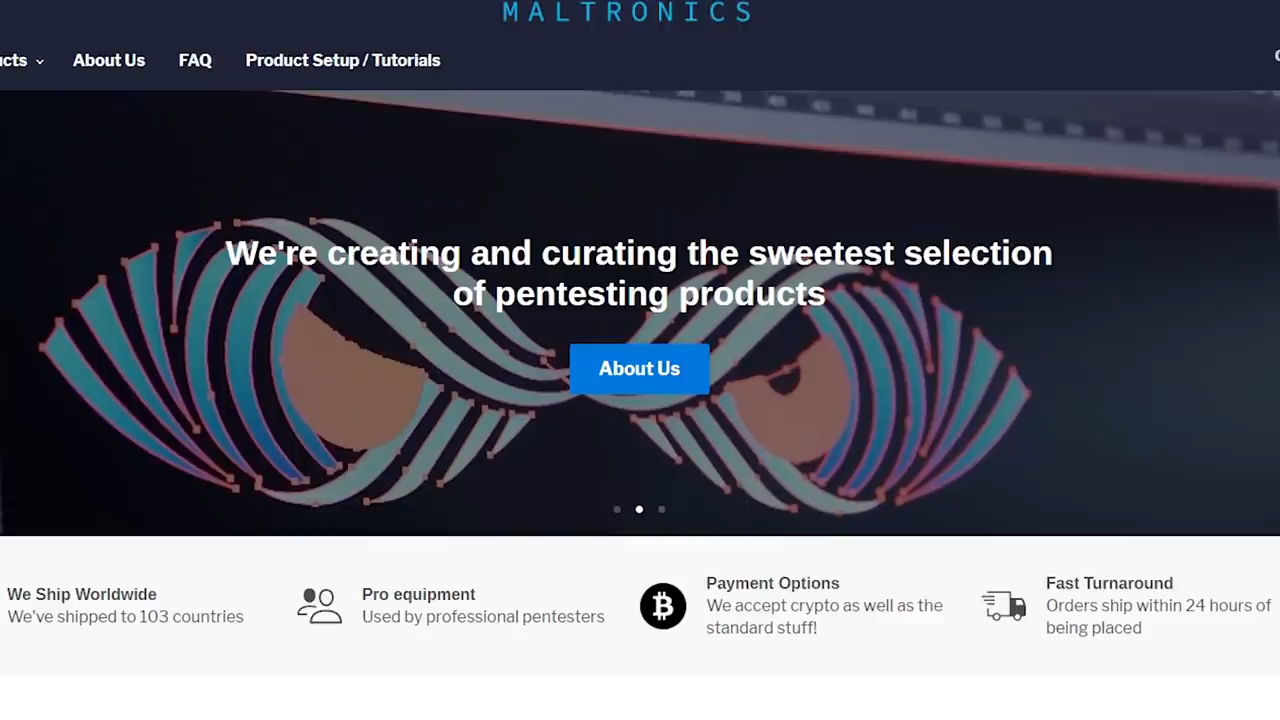 MALTRONICS
ucts
About Us
FAQ
Product Setup / Tutorials
We're creating and curating the sweetest selection
of pentesting products
About Us
We Ship Worldwide
We've shipped to 103 countries
Pro equipment
Used by professional pentesters
Payment Options
We accept crypto as well as the
standard stuff!
Fast Turnaround
Orders ship within 24 hours of
being placed